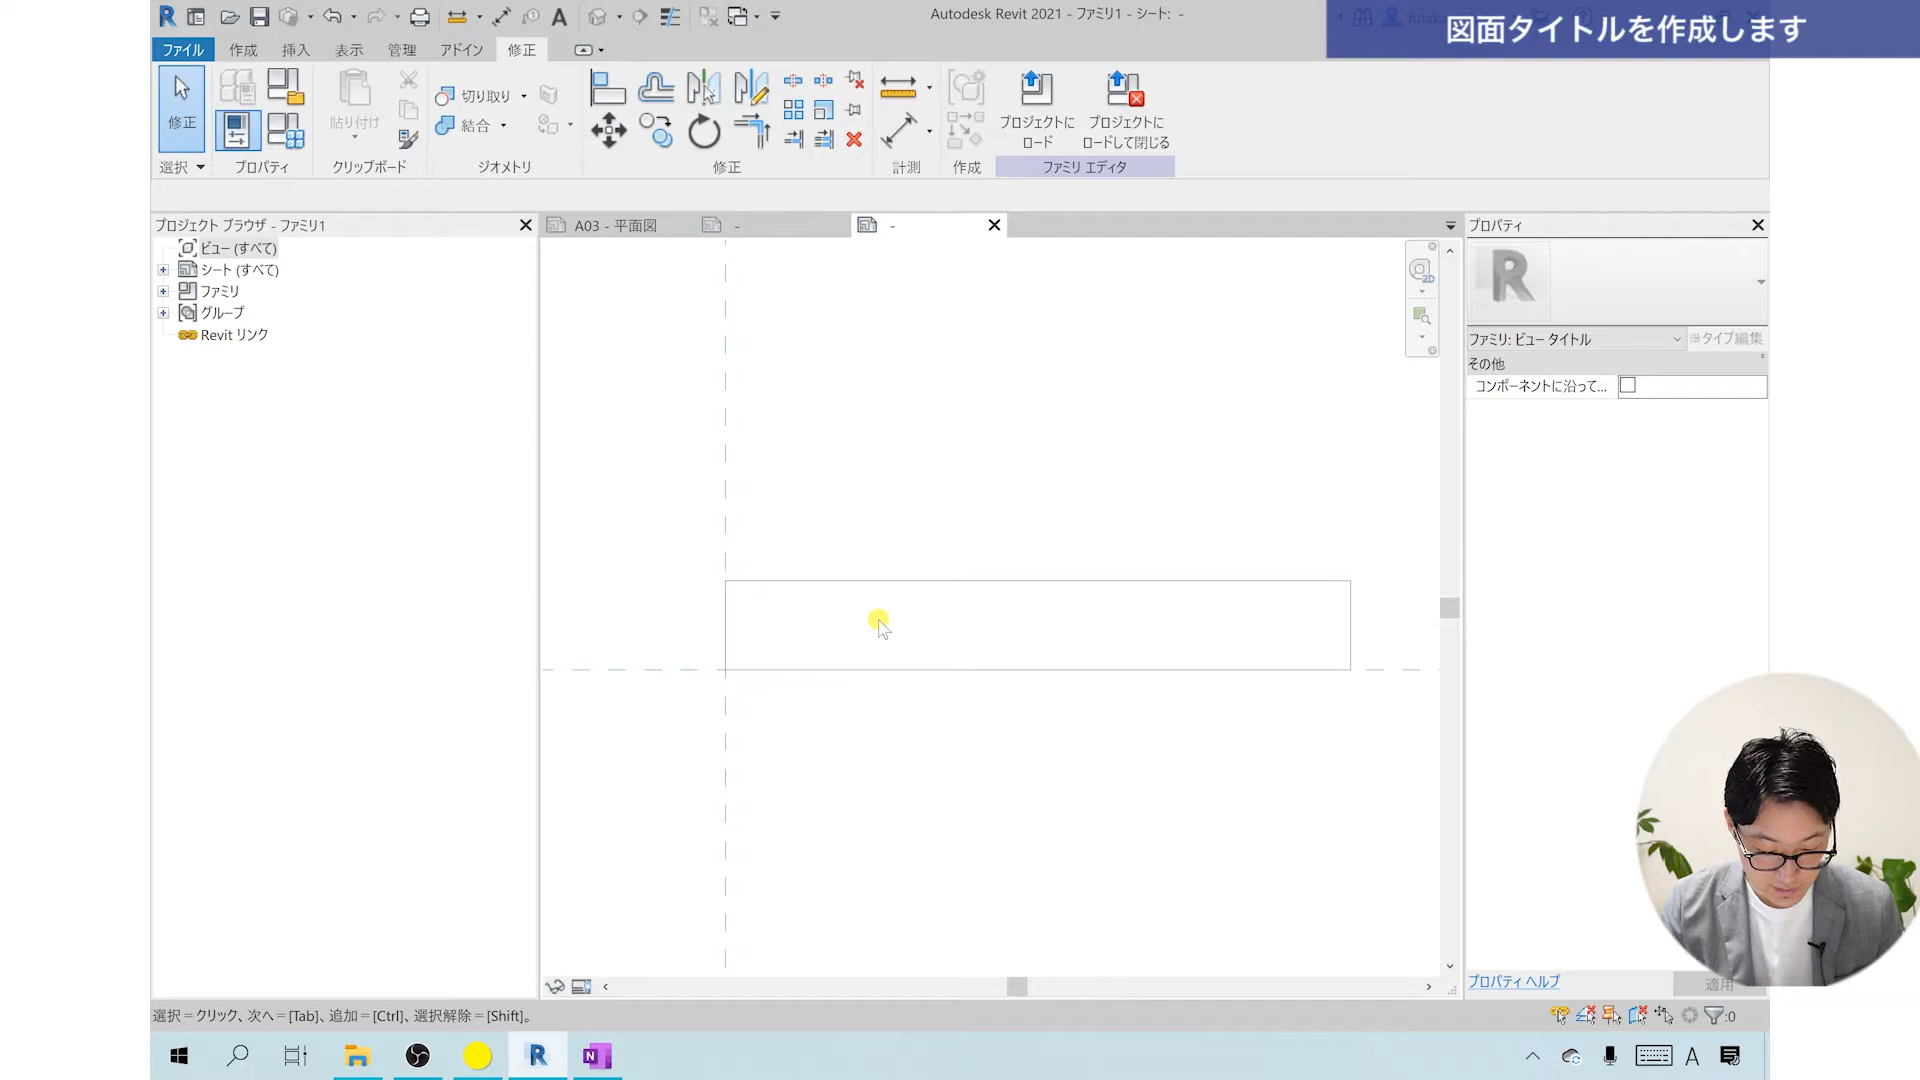 Autodesk Revit 2021 - ファミリ1 - シート: -
図面タイトルを作成します
ファイル 作成 挿入 表示 管理 アドイン 修正
修正
貼り付け
切り取り
結合
プロジェクトに
ロード
プロジェクトに
ロードして閉じる
選択 プロパティ クリップボード ジオメトリ 修正 計測 作成 ファミリ エディタ
プロジェクト ブラウザ - ファミリ1
A03 - 平面図
-
-
プロパティ
ビュー (すべて)
シート (すべて)
ファミリ
グループ
Revit リンク
2D
R
ファミリ: ビュー タイトル
タイプ編集
その他
コンポーネントに沿って...
プロパティ ヘルプ
適用
選択 = クリック、次へ = [Tab]、追加 = [Ctrl]、選択解除 = [Shift]。
:0
R
N
A